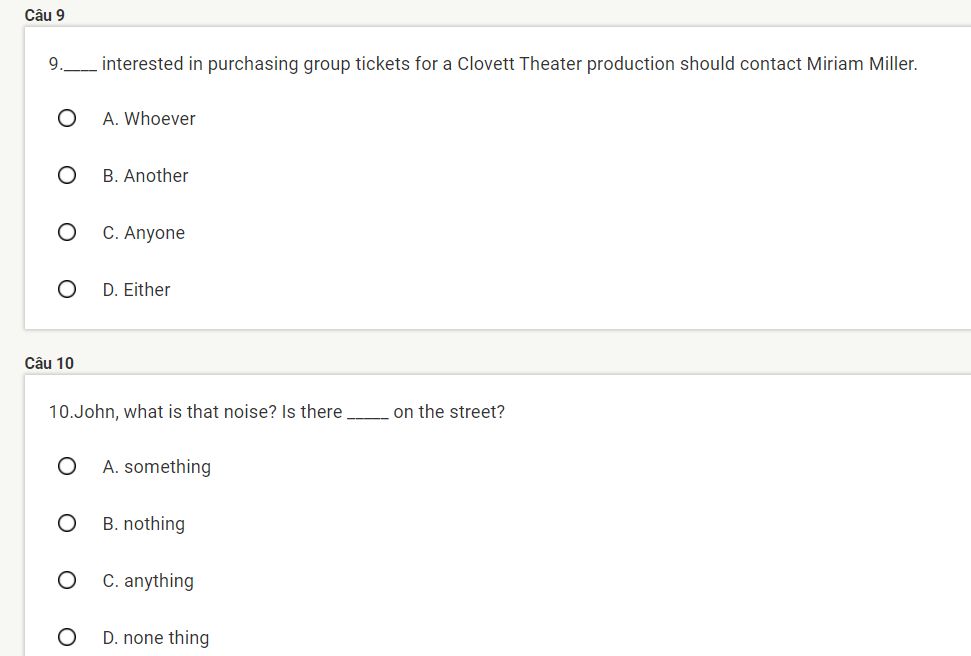 Câu 9
9.____ interested in purchasing group tickets for a Clovett Theater production should contact Miriam Miller.
A. Whoever
B. Another
C. Anyone
D. Either
Câu 10
10.John, what is that noise? Is there _____ on the street?
A. something
B. nothing
C. anything
D. none thing